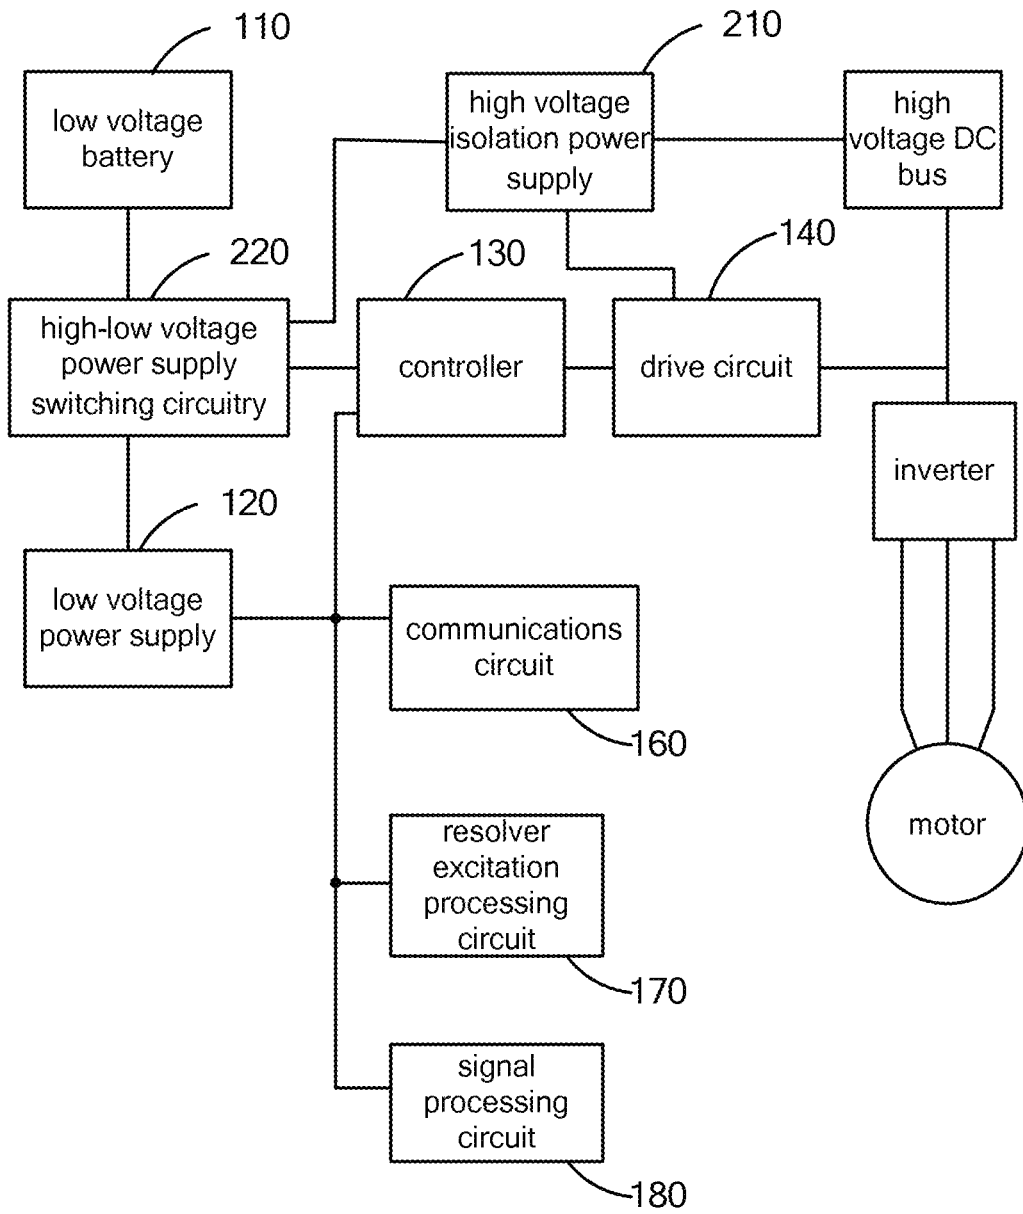 110
low voltage
battery
210
high voltage
isolation power
supply
high
voltage DC
bus
220
high-low voltage
power supply
switching circuitry
130
controller
140
drive circuit
inverter
120
low voltage
power supply
communications
circuit
160
motor
resolver
excitation
processing
circuit
170
signal
processing
circuit
180